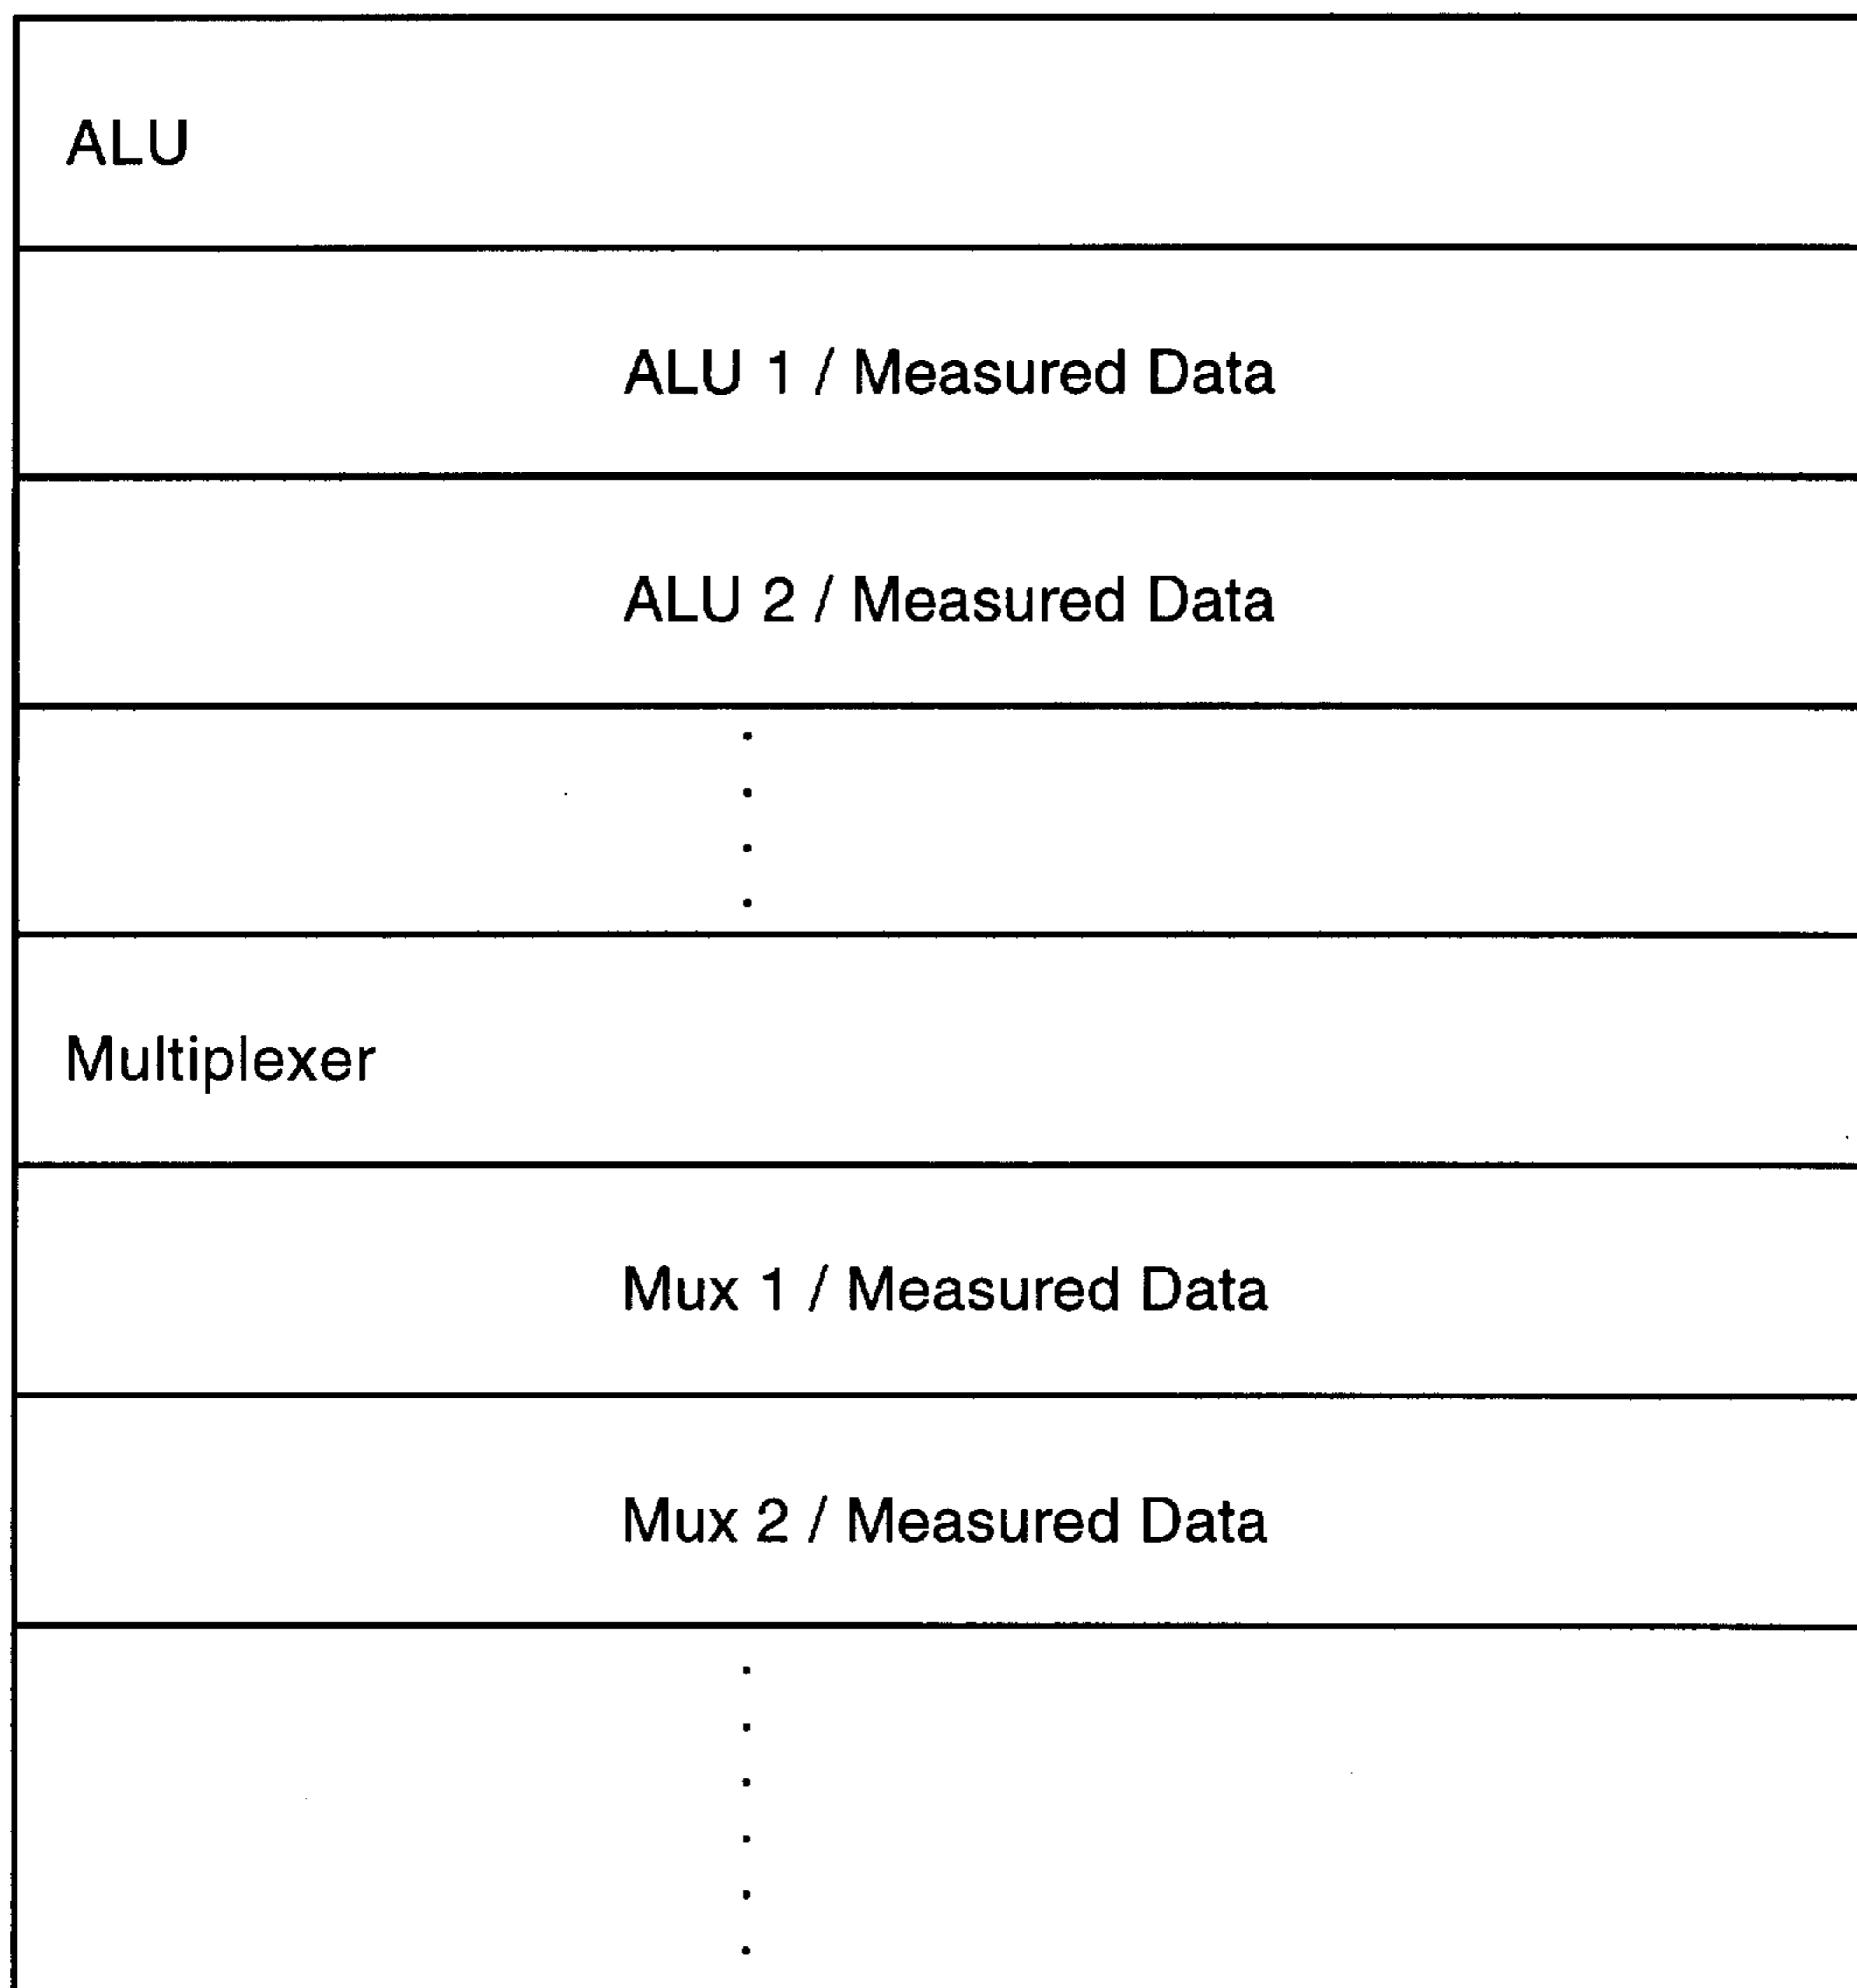 ALU
ALU 1 / Measured Data
ALU 2 / Measured Data
.
.
.
.
Multiplexer
Mux 1 / Measured Data
Mux 2 / Measured Data
.
.
.
.
.
.